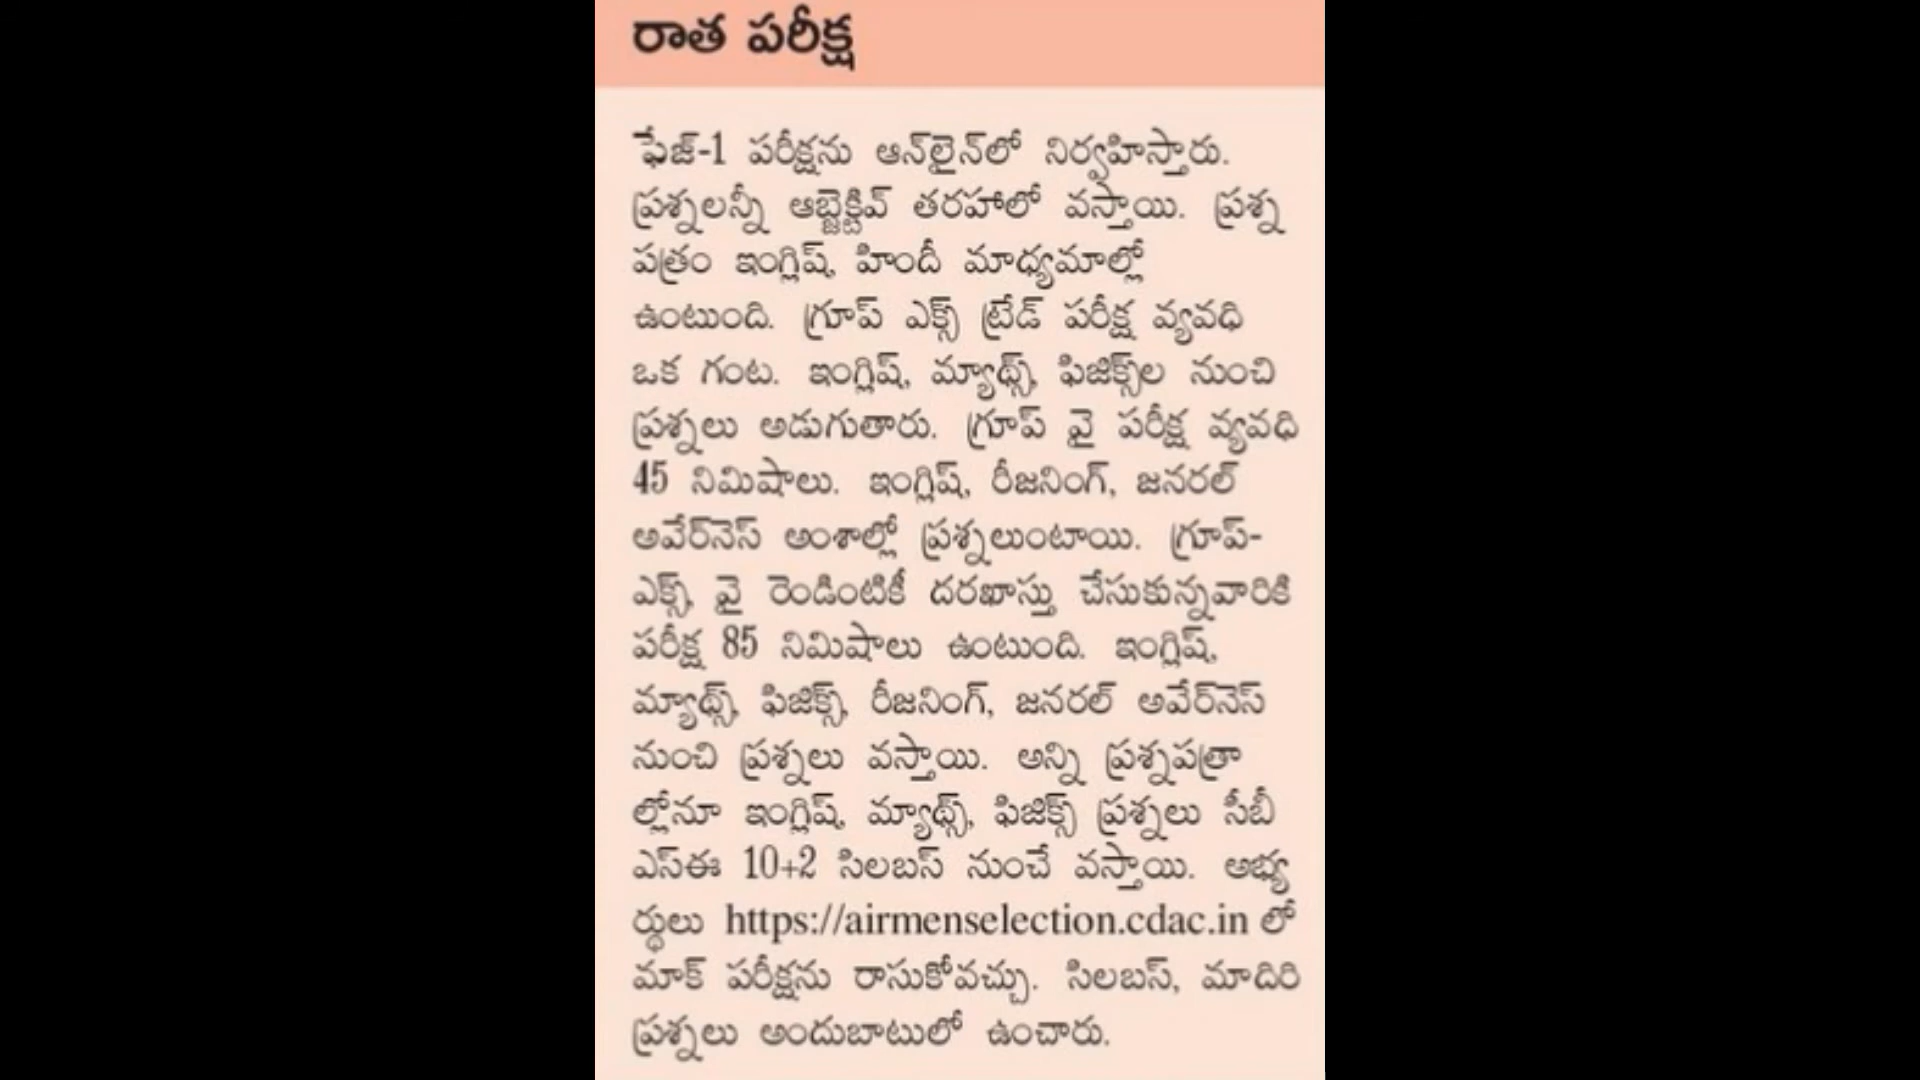 రాత పరీక్ష
ఫేజ్-1 పరీక్షను ఆన్‌లైన్‌లో నిర్వహిస్తారు.
ప్రశ్నలన్నీ ఆబ్జెక్టివ్ తరహాలో వస్తాయి. ప్రశ్న
పత్రం ఇంగ్లిష్, హిందీ మాధ్యమాల్లో
ఉంటుంది. గ్రూప్ ఎక్స్ ట్రేడ్ పరీక్ష వ్యవధి
ఒక గంట. ఇంగ్లిష్, మ్యాథ్స్, ఫిజిక్స్‌ల నుంచి
ప్రశ్నలు అడుగుతారు. గ్రూప్ వై పరీక్ష వ్యవధి
45 నిమిషాలు. ఇంగ్లిష్, రీజనింగ్, జనరల్
అవేర్‌నెస్ అంశాల్లో ప్రశ్నలుంటాయి. గ్రూప్-
ఎక్స్, వై రెండింటికీ దరఖాస్తు చేసుకున్నవారికి
పరీక్ష 85 నిమిషాలు ఉంటుంది. ఇంగ్లిష్,
మ్యాథ్స్, ఫిజిక్స్, రీజనింగ్, జనరల్ అవేర్‌నెస్
నుంచి ప్రశ్నలు వస్తాయి. అన్ని ప్రశ్నపత్రా
ల్లోనూ ఇంగ్లిష్, మ్యాథ్స్, ఫిజిక్స్ ప్రశ్నలు సీబీ
ఎస్ఈ 10+2 సిలబస్ నుంచే వస్తాయి. అభ్య
ర్థులు https://airmenselection.cdac.in లో
మాక్ పరీక్షను రాసుకోవచ్చు. సిలబస్, మాదిరి
ప్రశ్నలు అందుబాటులో ఉంచారు.